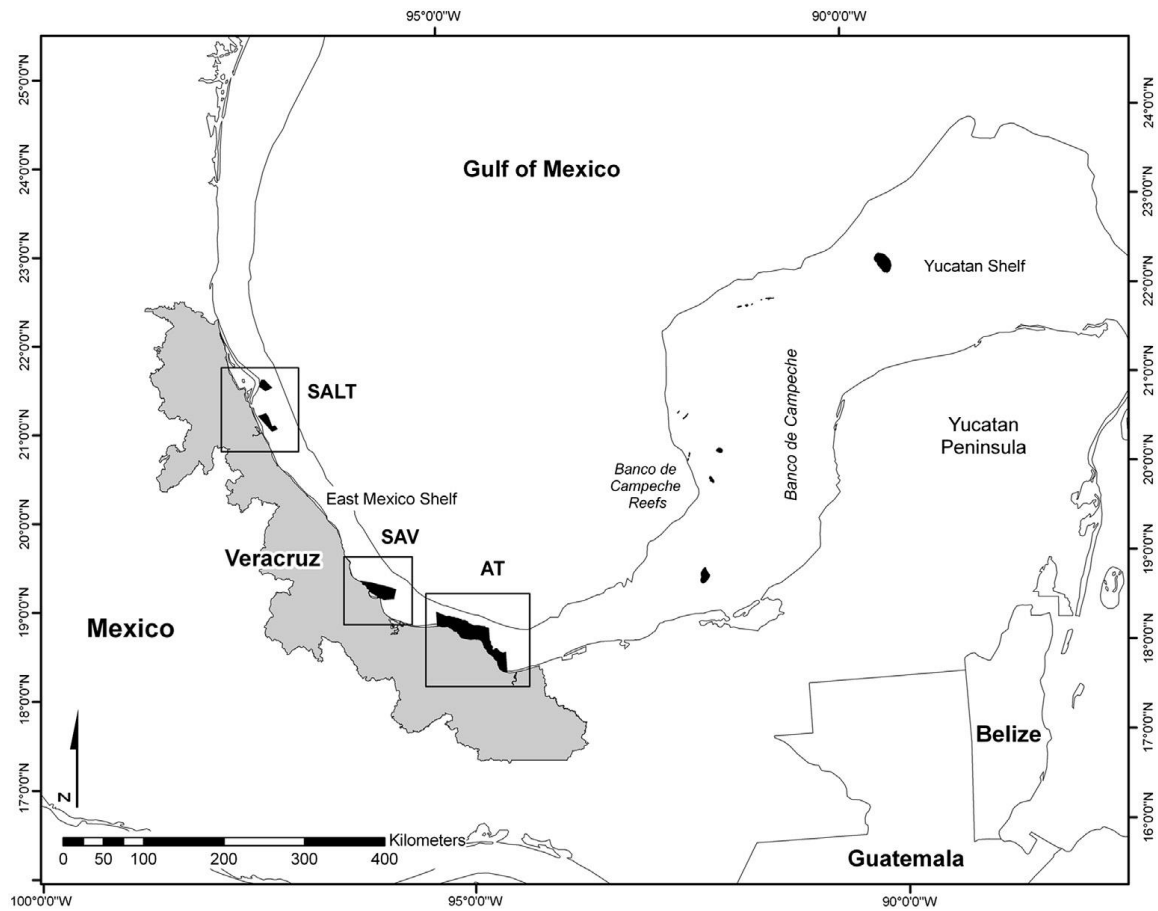 95°0'0"W
90°0'0"W
25°0'0"N
24°0'0"N
23°0'0"N
22°0'0"N
21°0'0"N
20°0'0"N
19°0'0"N
18°0'0"N
17°0'0"N
24°0'0"N
23°0'0"N
22°0'0"N
21°0'0"N
20°0'0"N
19°0'0"N
18°0'0"N
17°0'0"N
16°0'0"N
Gulf of Mexico
Yucatan Shelf
SALT
Banco de Campeche
Yucatan
Peninsula
Banco de
Campeche
Reefs
East Mexico Shelf
SAV
Veracruz
AT
Mexico
Belize
N
Kilometers
0 50 100 200 300 400
Guatemala
100°0'0"W
95°0'0"W
90°0'0"W